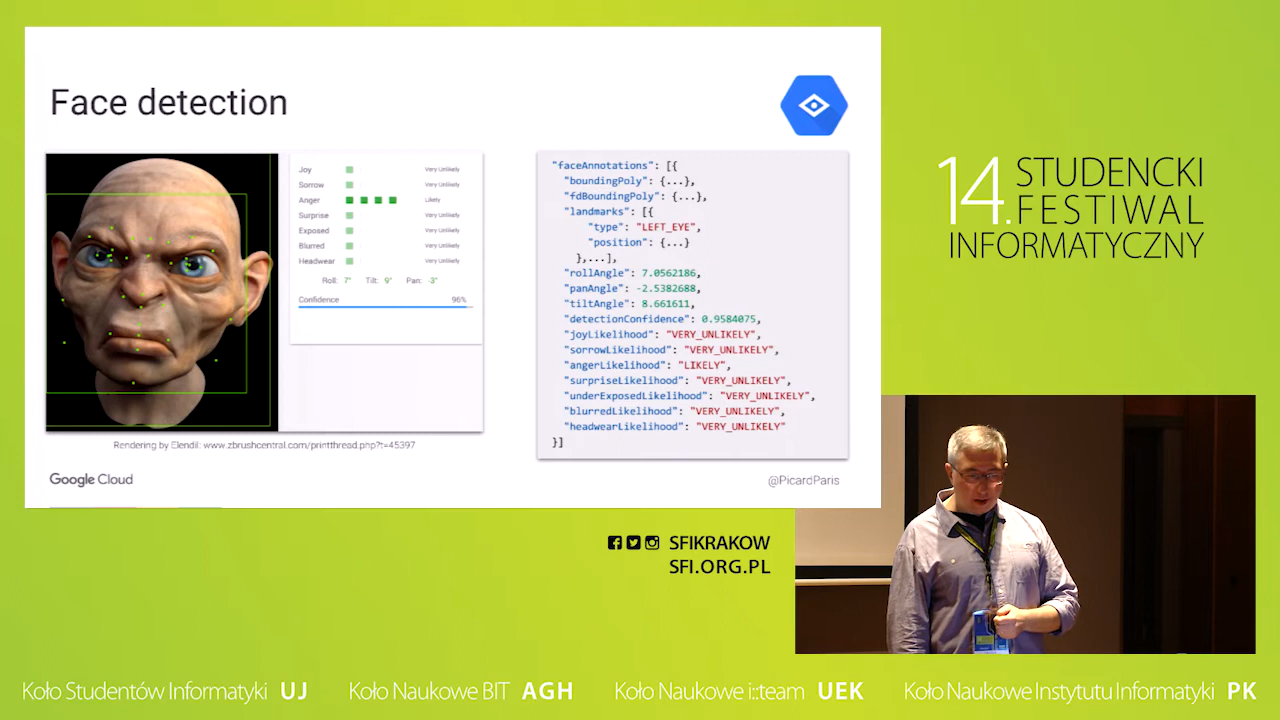 Face detection
Joy Very Unlikely
Sorrow Very Unlikely
Anger Likely
Surprise Very Unlikely
Exposed Very Unlikely
Blurred Very Unlikely
Headwear Very Unlikely
Roll: 7° Tilt: 9° Pan: -3°
Confidence 96%
Rendering by Elendil: www.zbrushcentral.com/printthread.php?t=45397
"faceAnnotations": [{
"boundingPoly": {...},
"fdBoundingPoly": {...},
"landmarks": [{
"type": "LEFT_EYE",
"position": {...}
},...],
"rollAngle": 7.0562186,
"panAngle": -2.5382688,
"tiltAngle": 8.661611,
"detectionConfidence": 0.9584075,
"joyLikelihood": "VERY_UNLIKELY",
"sorrowLikelihood": "VERY_UNLIKELY",
"angerLikelihood": "LIKELY",
"surpriseLikelihood": "VERY_UNLIKELY",
"underExposedLikelihood": "VERY_UNLIKELY",
"blurredLikelihood": "VERY_UNLIKELY",
"headwearLikelihood": "VERY_UNLIKELY"
}]
Google Cloud
@PicardParis
14. STUDENCKI
FESTIWAL
INFORMATYCZNY
SFIKRAKOW
SFI.ORG.PL
Koło Studentów Informatyki UJ
Koło Naukowe BIT AGH
Koło Naukowe i::team UEK
Koło Naukowe Instytutu Informatyki PK